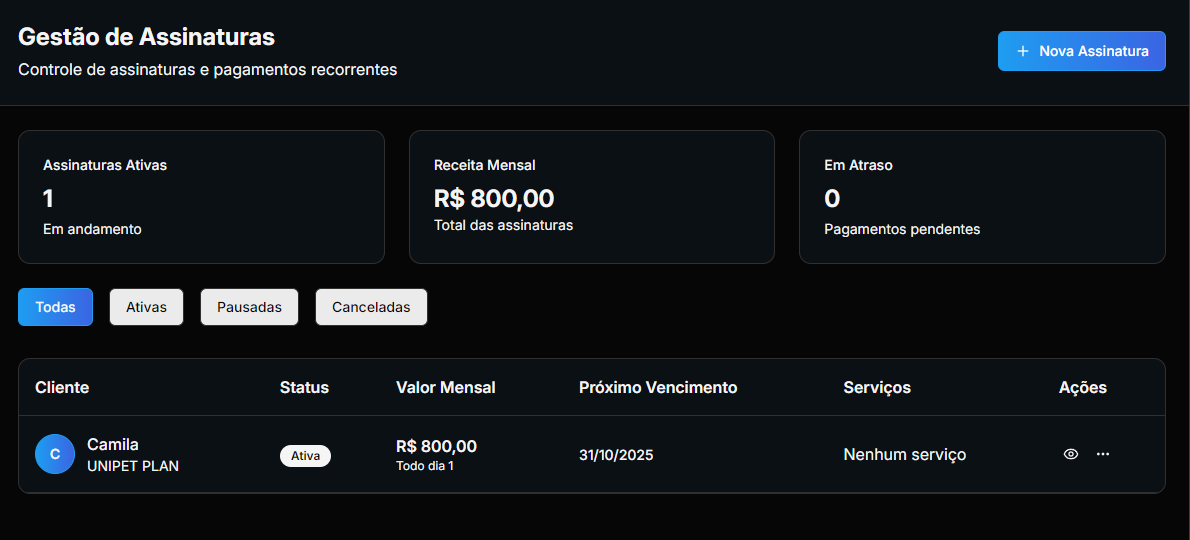 Gestão de Assinaturas
Controle de assinaturas e pagamentos recorrentes
+ Nova Assinatura
Assinaturas Ativas
1
Em andamento
Receita Mensal
R$ 800,00
Total das assinaturas
Em Atraso
0
Pagamentos pendentes
Todas Ativas Pausadas Canceladas
Cliente Status Valor Mensal Próximo Vencimento Serviços Ações
C
Camila
UNIPET PLAN
Ativa
R$ 800,00
Todo dia 1
31/10/2025
Nenhum serviço